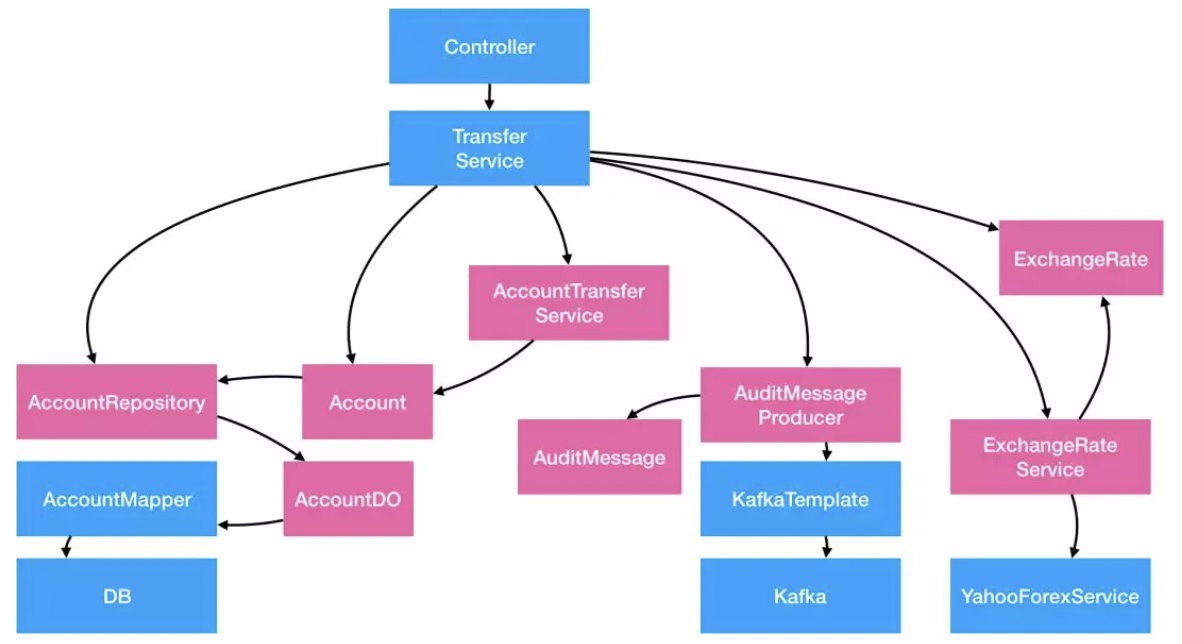 Controller
Transfer
Service
ExchangeRate
AccountTransfer
Service
AccountRepository
Account
AuditMessage
Producer
AuditMessage
ExchangeRate
Service
AccountMapper
AccountDO
KafkaTemplate
DB
Kafka
YahooForexService